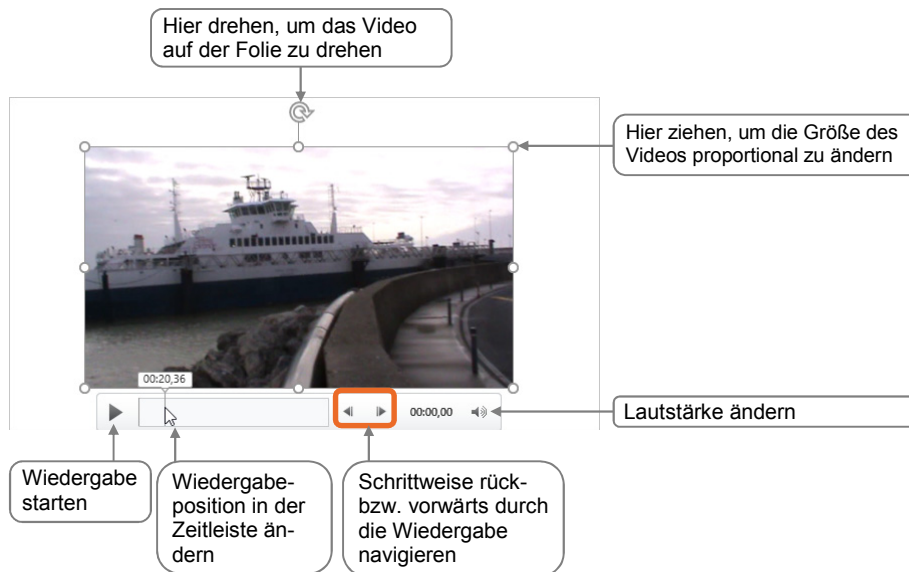 Hier drehen, um das Video
auf der Folie zu drehen
Hier ziehen, um die Größe des
Videos proportional zu ändern
00:20,36
00:00,00
Lautstärke ändern
Wiedergabe
starten
Wiedergabe-
position in der
Zeitleiste än-
dern
Schrittweise rück-
bzw. vorwärts durch
die Wiedergabe
navigieren